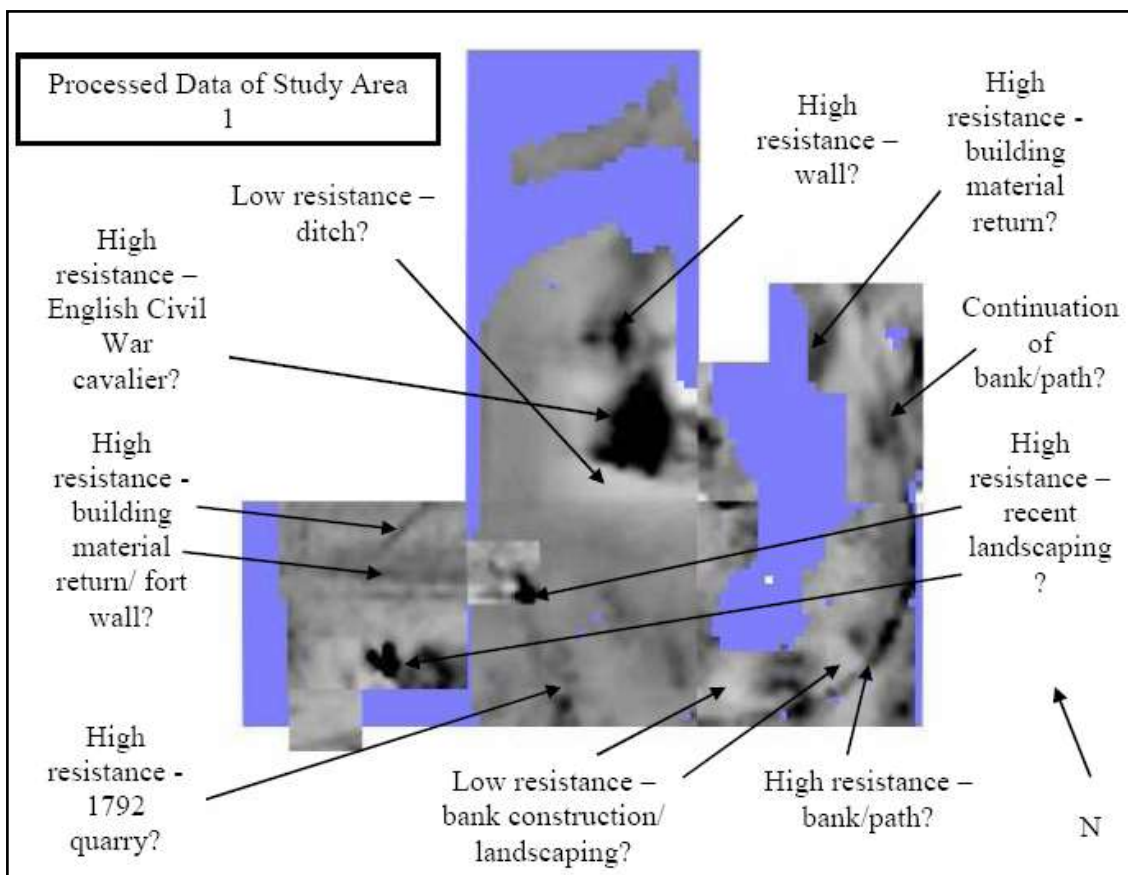 Processed Data of Study Area
1
High
resistance –
wall?
High
resistance -
building
material
return?
Low resistance –
ditch?
High
resistance –
English Civil
War
cavalier?
Continuation
of
bank/path?
High
resistance -
building
material
return/ fort
wall?
High
resistance –
recent
landscaping
?
High
resistance -
1792
quarry?
Low resistance –
bank construction/
landscaping?
High resistance –
bank/path?
N